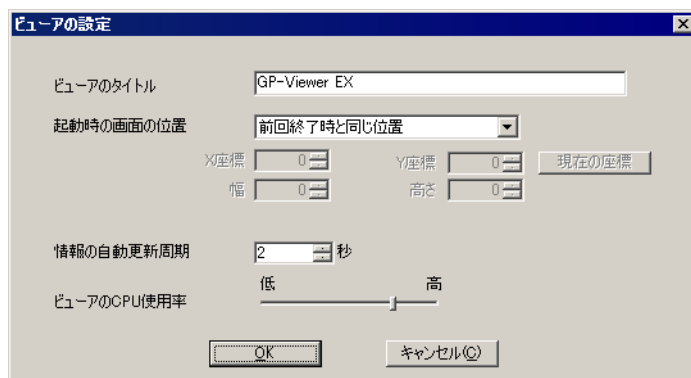 ビューアの設定
ビューアのタイトル GP-Viewer EX
起動時の画面の位置 前回終了時と同じ位置
X座標 0 Y座標 0 現在の座標
幅 0 高さ 0
情報の自動更新周期 2 秒
低 高
ビューアのCPU使用率
OK キャンセル(C)